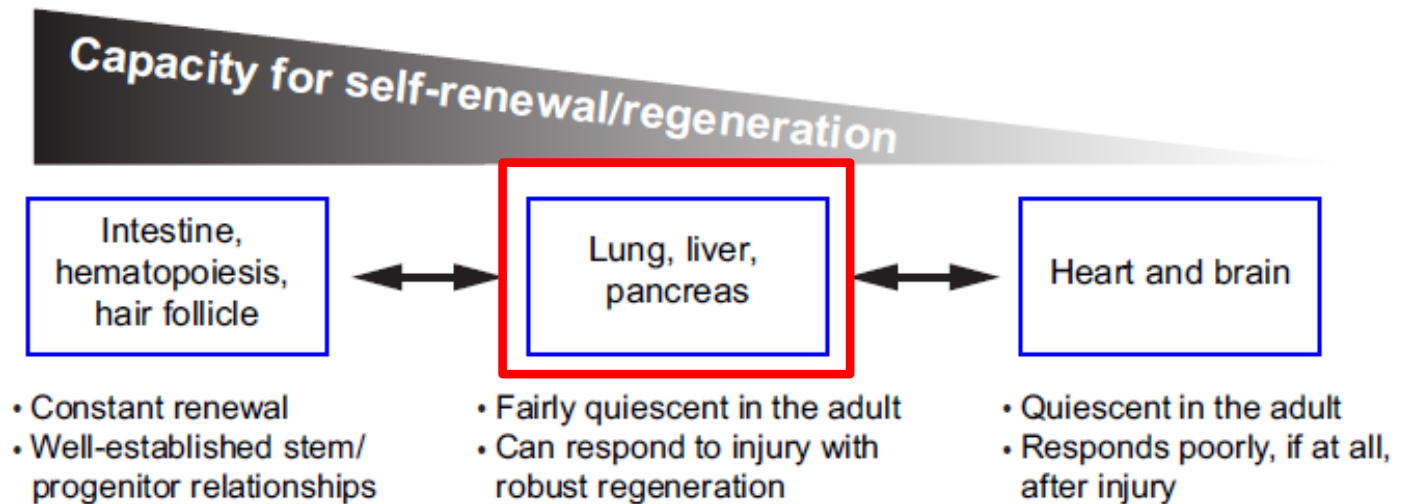 Capacity for self-renewal/regeneration
Intestine,
hematopoiesis,
hair follicle
Lung, liver,
pancreas
Heart and brain
• Constant renewal
• Well-established stem/
progenitor relationships
• Fairly quiescent in the adult
• Can respond to injury with
robust regeneration
• Quiescent in the adult
• Responds poorly, if at all,
after injury